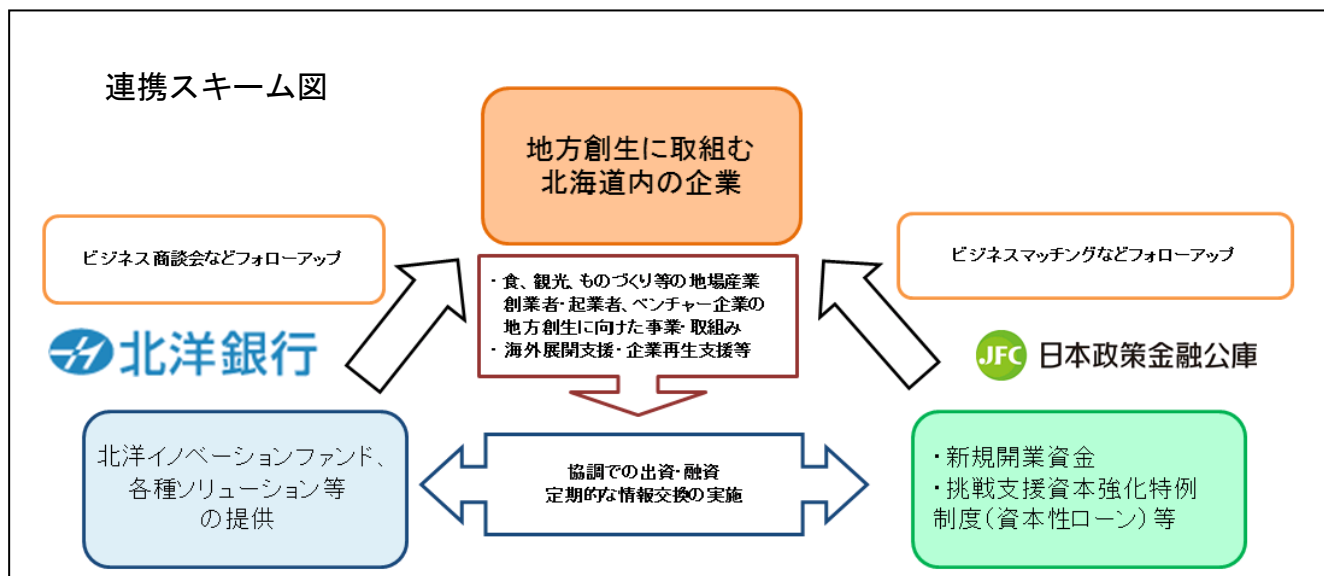 連携スキーム図
地方創生に取組む
北海道内の企業
ビジネス商談会などフォローアップ
ビジネスマッチングなどフォローアップ
・食、観光、ものづくり等の地場産業
創業者・起業者、ベンチャー企業の
地方創生に向けた事業・取組み
・海外展開支援・企業再生支援等
北洋銀行
JFC 日本政策金融公庫
北洋イノベーションファンド、
各種ソリューション等
の提供
協調での出資・融資
定期的な情報交換の実施
・新規開業資金
・挑戦支援資本強化特例
制度(資本性ローン)等